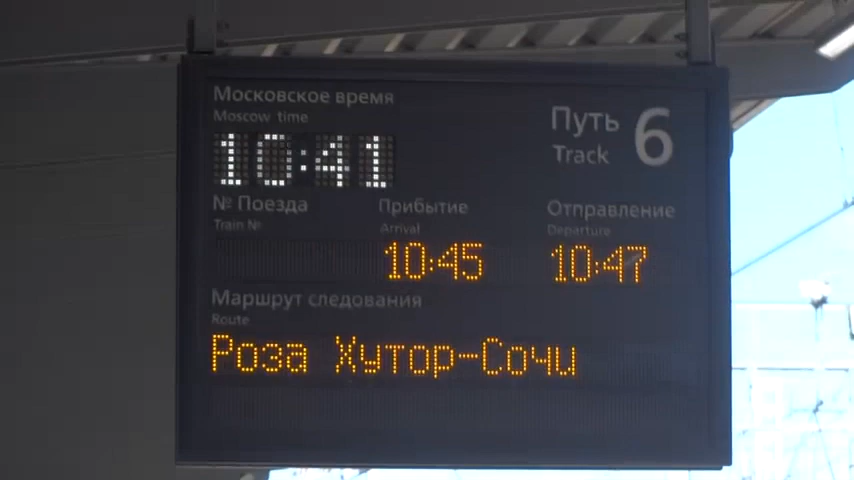 Московское время
Moscow time
10:41
Путь 6
Track
№ Поезда
Train №
Прибытие
Arrival
10:45
Отправление
Departure
10:47
Маршрут следования
Route
Роза Хутор-Сочи